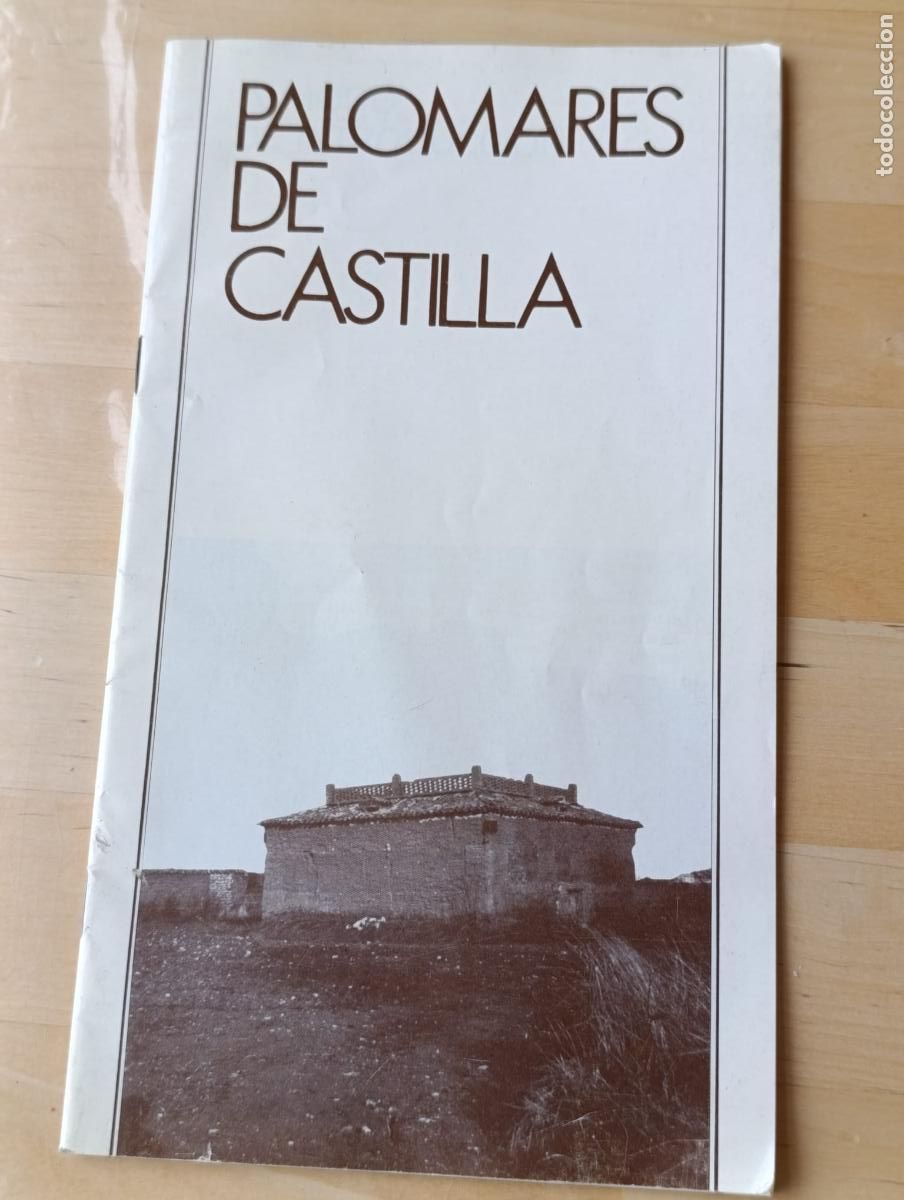 PALOMARES
DE
CASTILLA
todocoleccion